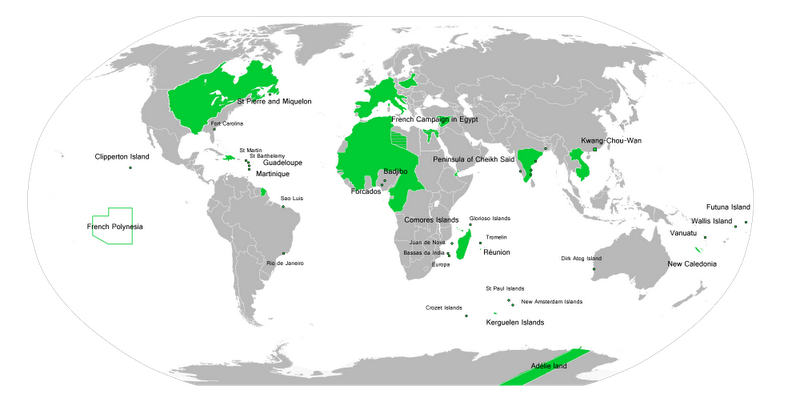 St Pierre and Miquelon
Fort Carolina
French Campaign in Egypt
Kwang-Chou-Wan
St Martin
St Barthelemy
Clipperton Island
Guadeloupe
Peninsula of Cheikh Said
Martinique
Badjibo
Forcados
Sao Luis
Futuna Island
Comores Islands
Glorioso Islands
Wallis Island
French Polynesia
Vanuatu
Juan de Nova
Tromelin
Bassas da India
Réunion
Europa
Rio de Janeiro
Dirk Atog Island
New Caledonia
St Paul Islands
New Amsterdam Islands
Crozet Islands
Kerguelen Islands
Adélie land